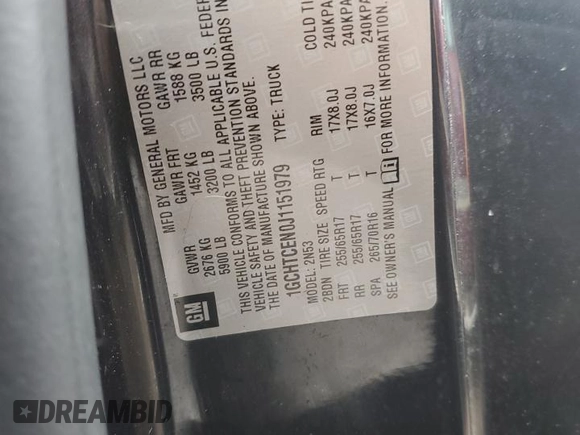 MFD BY GENERAL MOTORS LLC
GVWR GAWR FRT GAWR RR
2676 KG 1452 KG 1588 KG
5900 LB 3200 LB 3500 LB
THIS VEHICLE CONFORMS TO ALL APPLICABLE U.S. FEDER
VEHICLE SAFETY AND THEFT PREVENTION STANDARDS IN
THE DATE OF MANUFACTURE SHOWN ABOVE.
1GCHTCEN0J1151979 TYPE: TRUCK
MODEL: 2N53
2BDN TIRE SIZE SPEED RTG RIM COLD TI
FRT 255/65R17 T 17X8.0J 240KPA
RR 255/65R17 T 17X8.0J 240KPA
SPA 265/70R16 T 16X7.0J 240KPA
SEE OWNER'S MANUAL i FOR MORE INFORMATION.
GM
DREAMBID